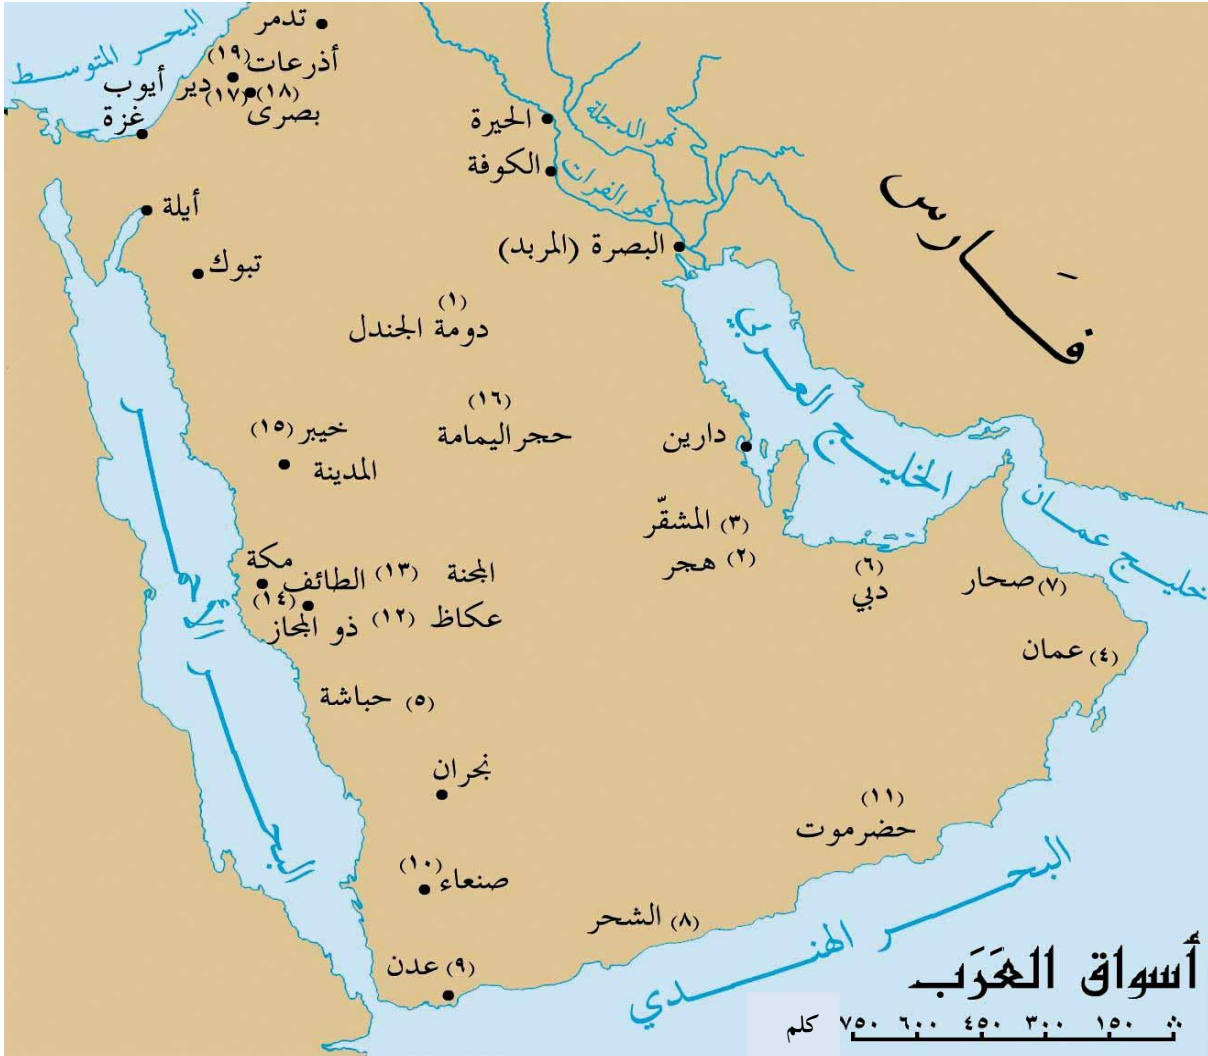 البحر المتوسط
تدمر
(١٩) أذرعات
دير أيوب (١٧)
(١٨) بصرى
غزة
الحيرة
نهر الدجلة
الكوفة
نهر الفرات
فَارس
أيلة
تبوك
البصرة (المربد)
(١)
دومة الجندل
(١٦)
حجر اليمامة
خيبر (١٥)
المدينة
دارين
الخليج العربي
خليج عمان
(٣) المشقّر
(٢) هجر
(٦)
دبي
(٧) صحار
(٤) عمان
مكة
الطائف (١٣) المجنة
(١٤) ذو المجاز (١٢) عكاظ
البحر الأحمر
(٥) حباشة
نجران
(١١)
حضرموت
(١٠)
صنعاء
(٨) الشحر
(٩) عدن
البحر الهندي
أسواق العَرَب
٧٥٠ ٦٠٠ ٤٥٠ ٣٠٠ ١٥٠ ٠
كلم